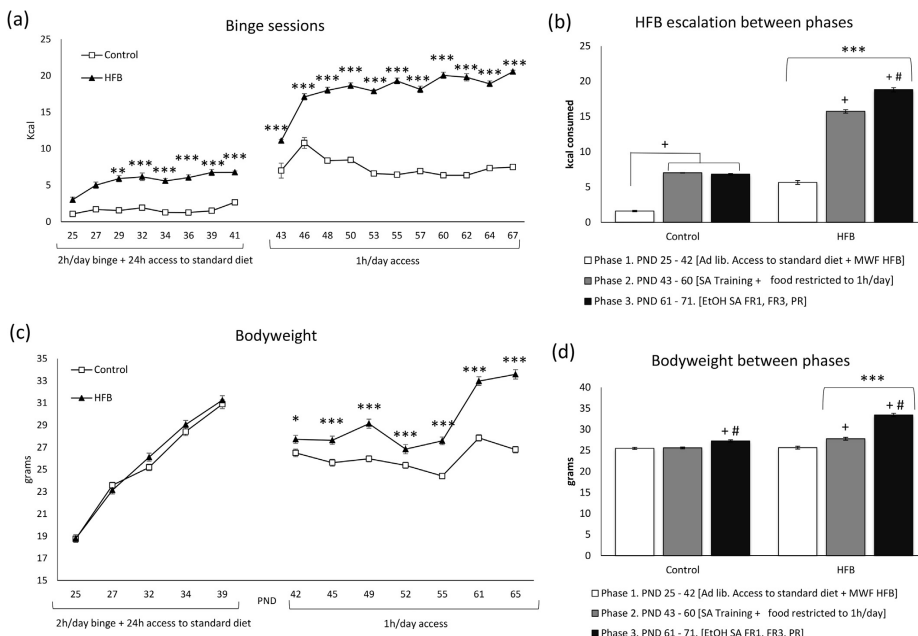 (a)
Binge sessions
Control
HFB
Kcal
25
20
15
10
5
0
** *** *** *** *** ***
*** *** *** *** *** *** *** *** *** ***
25 27 29 32 34 36 39 41 43 46 48 50 53 55 57 60 62 64 67
2h/day binge + 24h access to standard diet
1h/day access
(b)
HFB escalation between phases
kcal consumed
25
20
15
10
5
0
***
+ #
+
+
Control HFB
Phase 1. PND 25 - 42 [Ad lib. Access to standard diet + MWF HFB]
Phase 2. PND 43 - 60 [SA Training + food restricted to 1h/day]
Phase 3. PND 61 - 71. [EtOH SA FR1, FR3, PR]
(c)
Bodyweight
Control
HFB
grams
35
33
31
29
27
25
23
21
19
17
15
* *** *** *** *** *** ***
25 27 32 34 39 PND 42 45 49 52 55 61 65
2h/day binge + 24h access to standard diet
1h/day access
(d)
Bodyweight between phases
grams
40
35
30
25
20
15
10
5
0
***
+ # + + #
Control HFB
Phase 1. PND 25 - 42 [Ad lib. Access to standard diet + MWF HFB]
Phase 2. PND 43 - 60 [SA Training + food restricted to 1h/day]
Phase 3. PND 61 - 71. [EtOH SA FR1, FR3, PR]